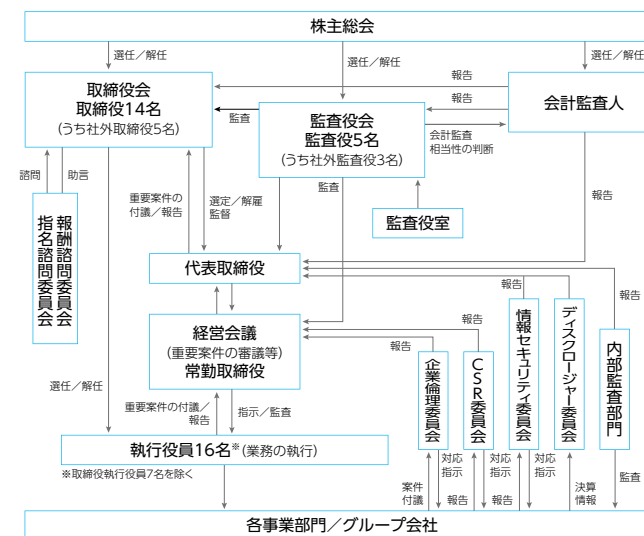 株主総会
選任／解任
選任／解任
選任／解任
取締役会
取締役14名
(うち社外取締役5名)
報告
報告
監査
監査役会
監査役5名
(うち社外監査役3名)
会計監査
相当性の判断
会計監査人
諮問
助言
重要案件の
付議／報告
選定／解雇
監督
監査
監査役室
報告
報酬諮問委員会
指名諮問委員会
代表取締役
報告
報告
経営会議
(重要案件の審議等)
常勤取締役
報告
報告
企業倫理委員会
CSR委員会
情報セキュリティ委員会
ディスクロージャー委員会
内部監査部門
選任／解任
重要案件の付議／
報告
指示／監査
執行役員16名※(業務の執行)
※取締役執行役員7名を除く
案件
付議
対応
指示
報告
対応
指示
報告
対応
指示
決算
情報
監査
各事業部門／グループ会社